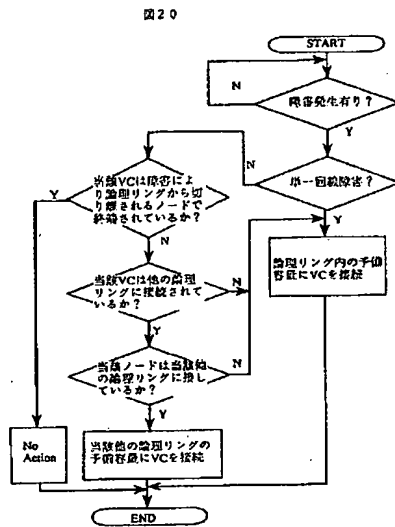 図20
START
N
障害発生有り?
Y
N
単一回線障害?
Y
当該VCは障害によ
り論理リングから切
り離されるノードで
終端されているか?
Y
N
論理リング内の予備
容量にVCを接続
当該VCは他の論理
リングに接続されて
いるか?
N
Y
当該ノードは当該他
の論理リングに接し
ているか?
N
Y
No
Action
当該他の論理リングの
予備容量にVCを接続
END